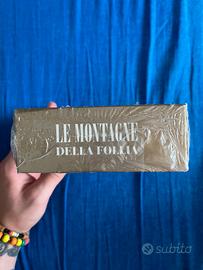 LE MONTAGNE
DELLA FOLLIA
subito